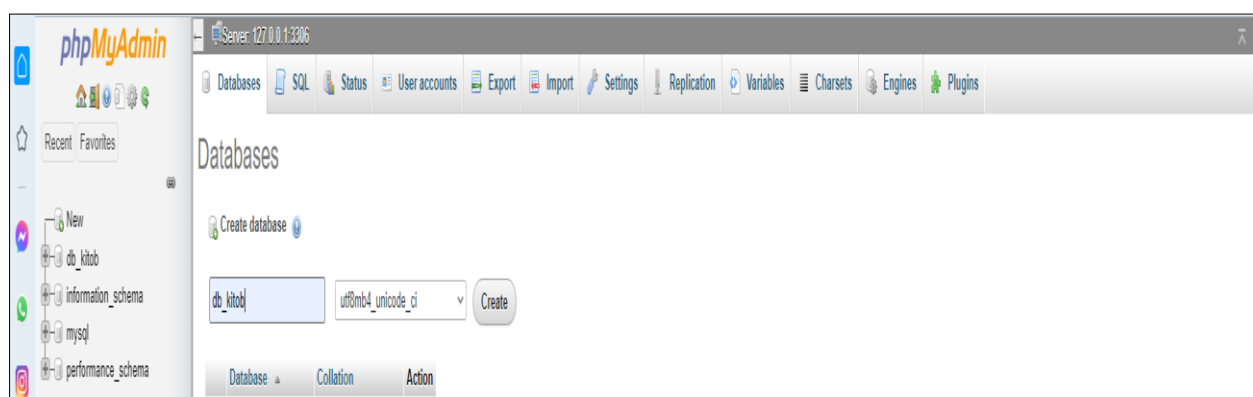 phpMyAdmin
Recent Favorites
New
db_kitob
information_schema
mysql
performance_schema
Server: 127.0.0.1:3306
Databases SQL Status User accounts Export Import Settings Replication Variables Charsets Engines Plugins
Databases
Create database
db_kitob utf8mb4_unicode_ci Create
Database Collation Action